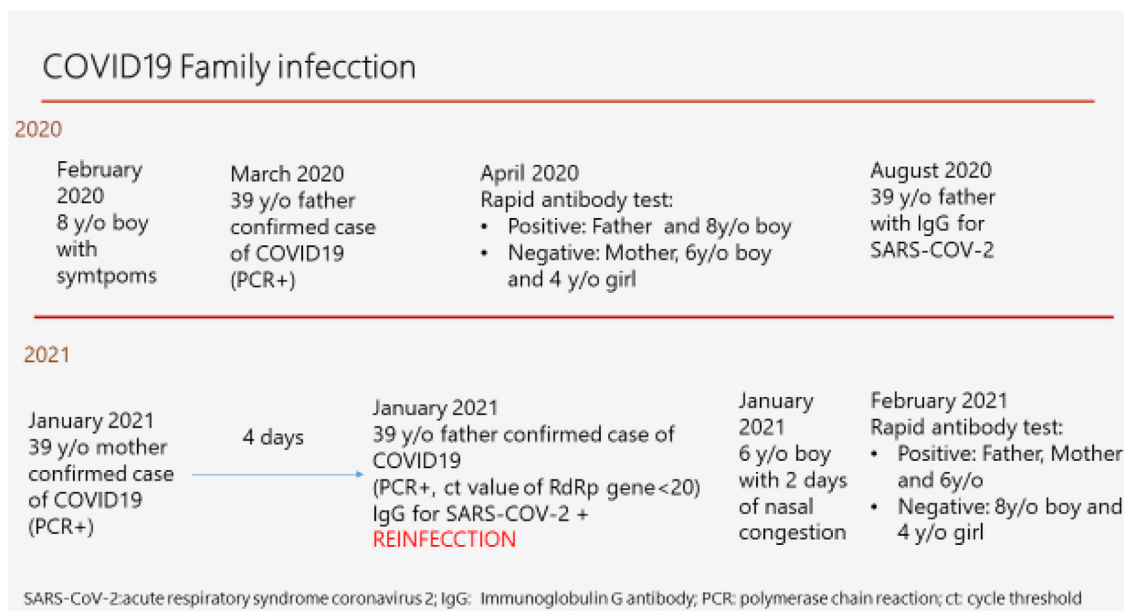 COVID19 Family infecction
2020
February
2020
8 y/o boy
with
symtpoms
March 2020
39 y/o father
confirmed case
of COVID19
(PCR+)
April 2020
Rapid antibody test:
• Positive: Father and 8y/o boy
• Negative: Mother, 6y/o boy
and 4 y/o girl
August 2020
39 y/o father
with IgG for
SARS-COV-2
2021
January 2021
39 y/o mother
confirmed case
of COVID19
(PCR+)
4 days
January 2021
39 y/o father confirmed case of
COVID19
(PCR+, ct value of RdRp gene<20)
IgG for SARS-COV-2 +
REINFECCTION
January
2021
6 y/o boy
with 2 days
of nasal
congestion
February 2021
Rapid antibody test:
• Positive: Father, Mother
and 6y/o
• Negative: 8y/o boy and
4 y/o girl
SARS-CoV-2:acute respiratory syndrome coronavirus 2; IgG: Immunoglobulin G antibody; PCR: polymerase chain reaction; ct: cycle threshold